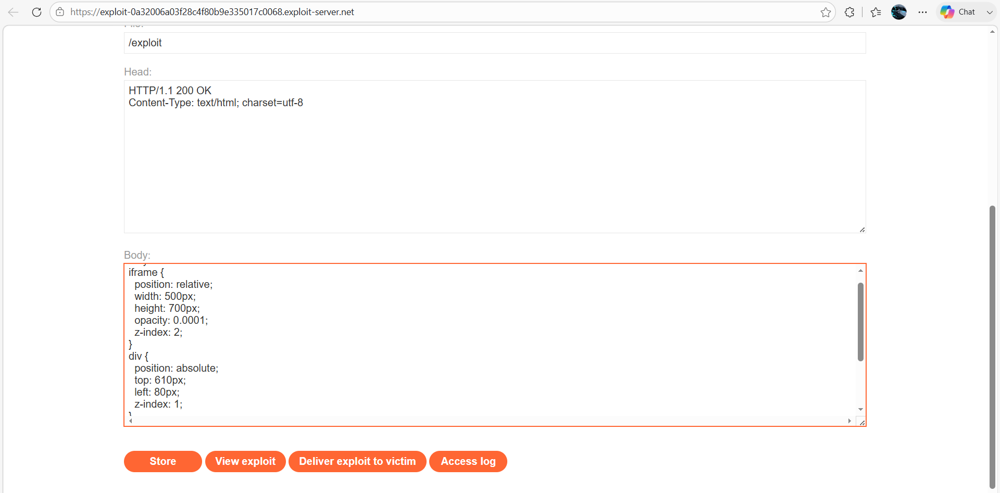 https://exploit-0a32006a03f28c4f80b9e335017c0068.exploit-server.net
Chat
/exploit
Head:
HTTP/1.1 200 OK
Content-Type: text/html; charset=utf-8
Body:
iframe {
position: relative;
width: 500px;
height: 700px;
opacity: 0.0001;
z-index: 2;
}
div {
position: absolute;
top: 610px;
left: 80px;
z-index: 1;
}
Store
View exploit
Deliver exploit to victim
Access log